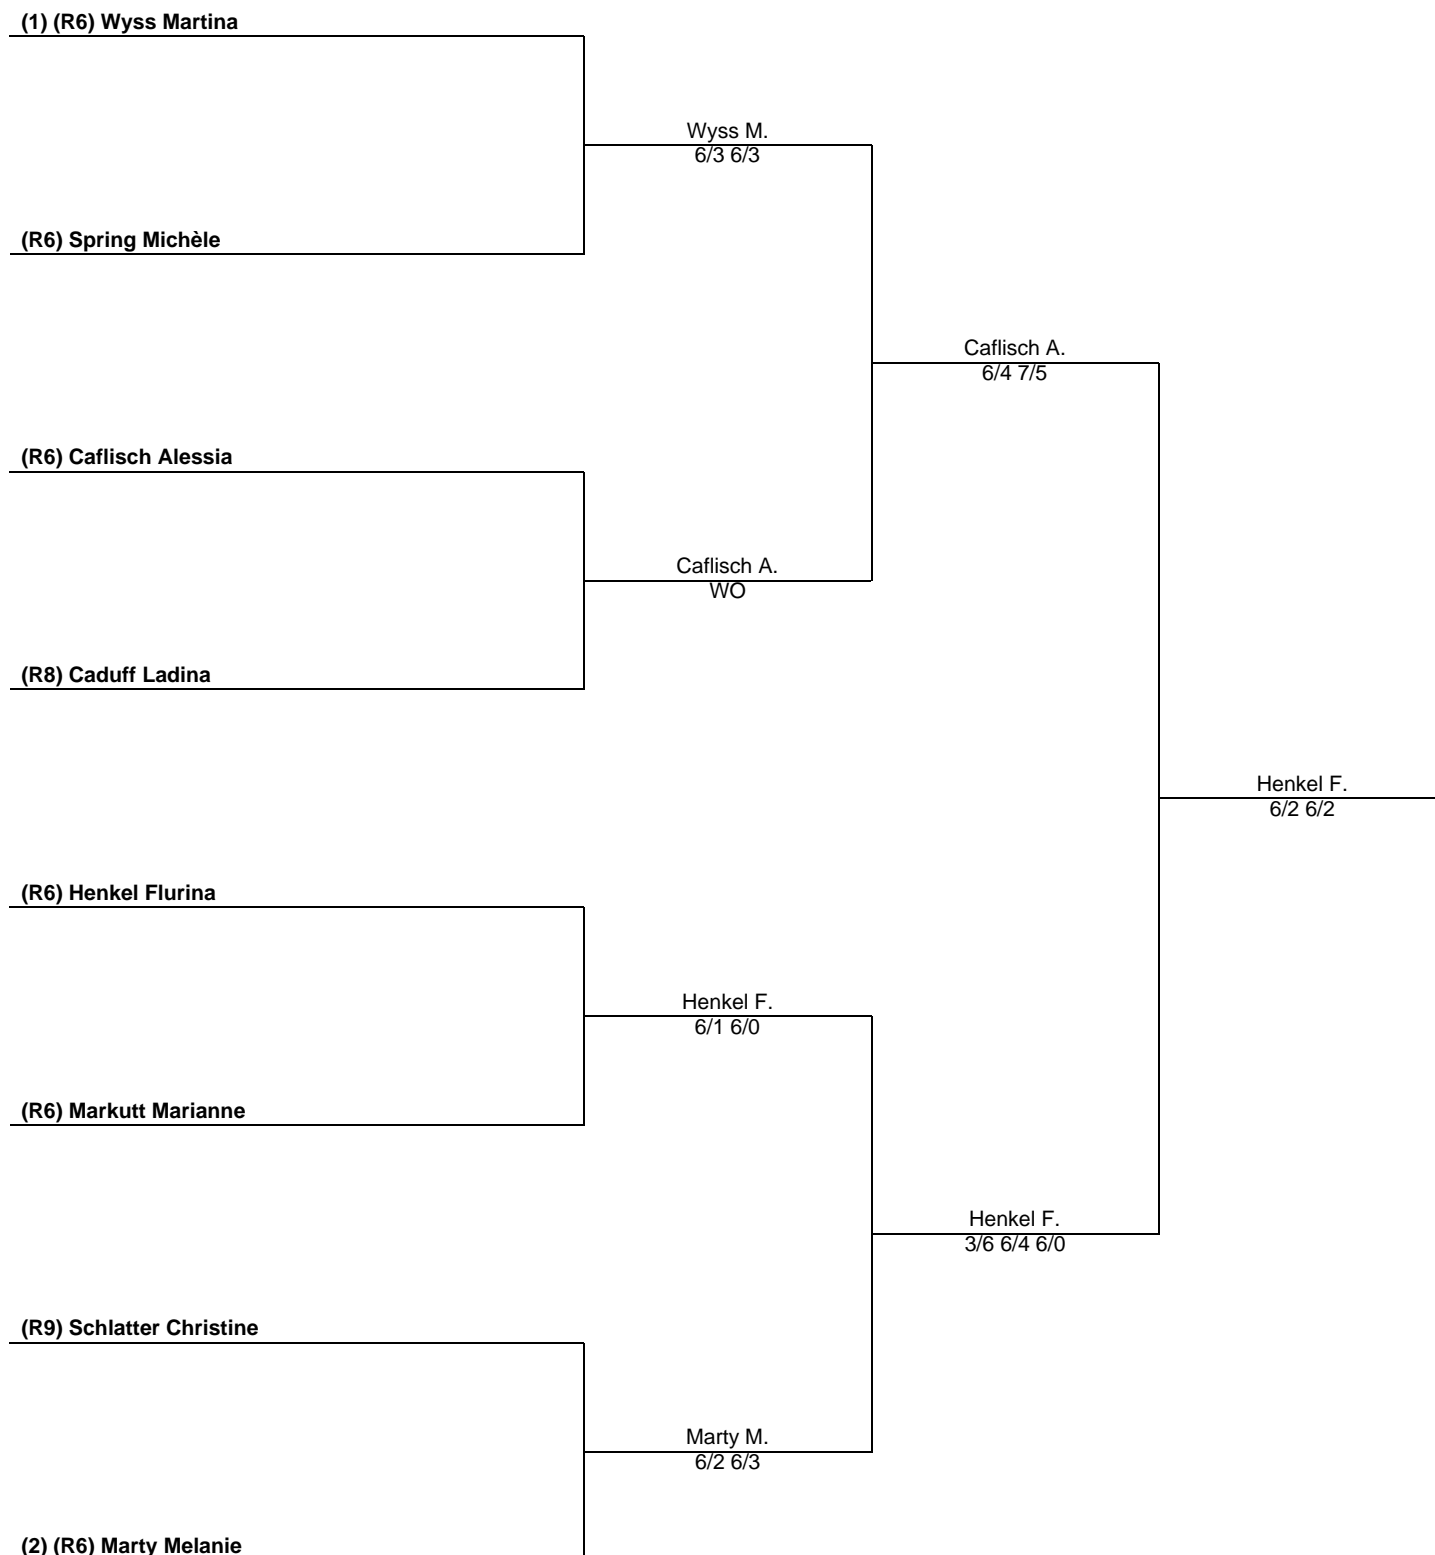 (1) (R6) Wyss Martina
Wyss M.
6/3 6/3
(R6) Spring Michèle
Caflisch A.
6/4 7/5
(R6) Caflisch Alessia
Caflisch A.
WO
(R8) Caduff Ladina
Henkel F.
6/2 6/2
(R6) Henkel Flurina
Henkel F.
6/1 6/0
(R6) Markutt Marianne
Henkel F.
3/6 6/4 6/0
(R9) Schlatter Christine
Marty M.
6/2 6/3
(2) (R6) Marty Melanie